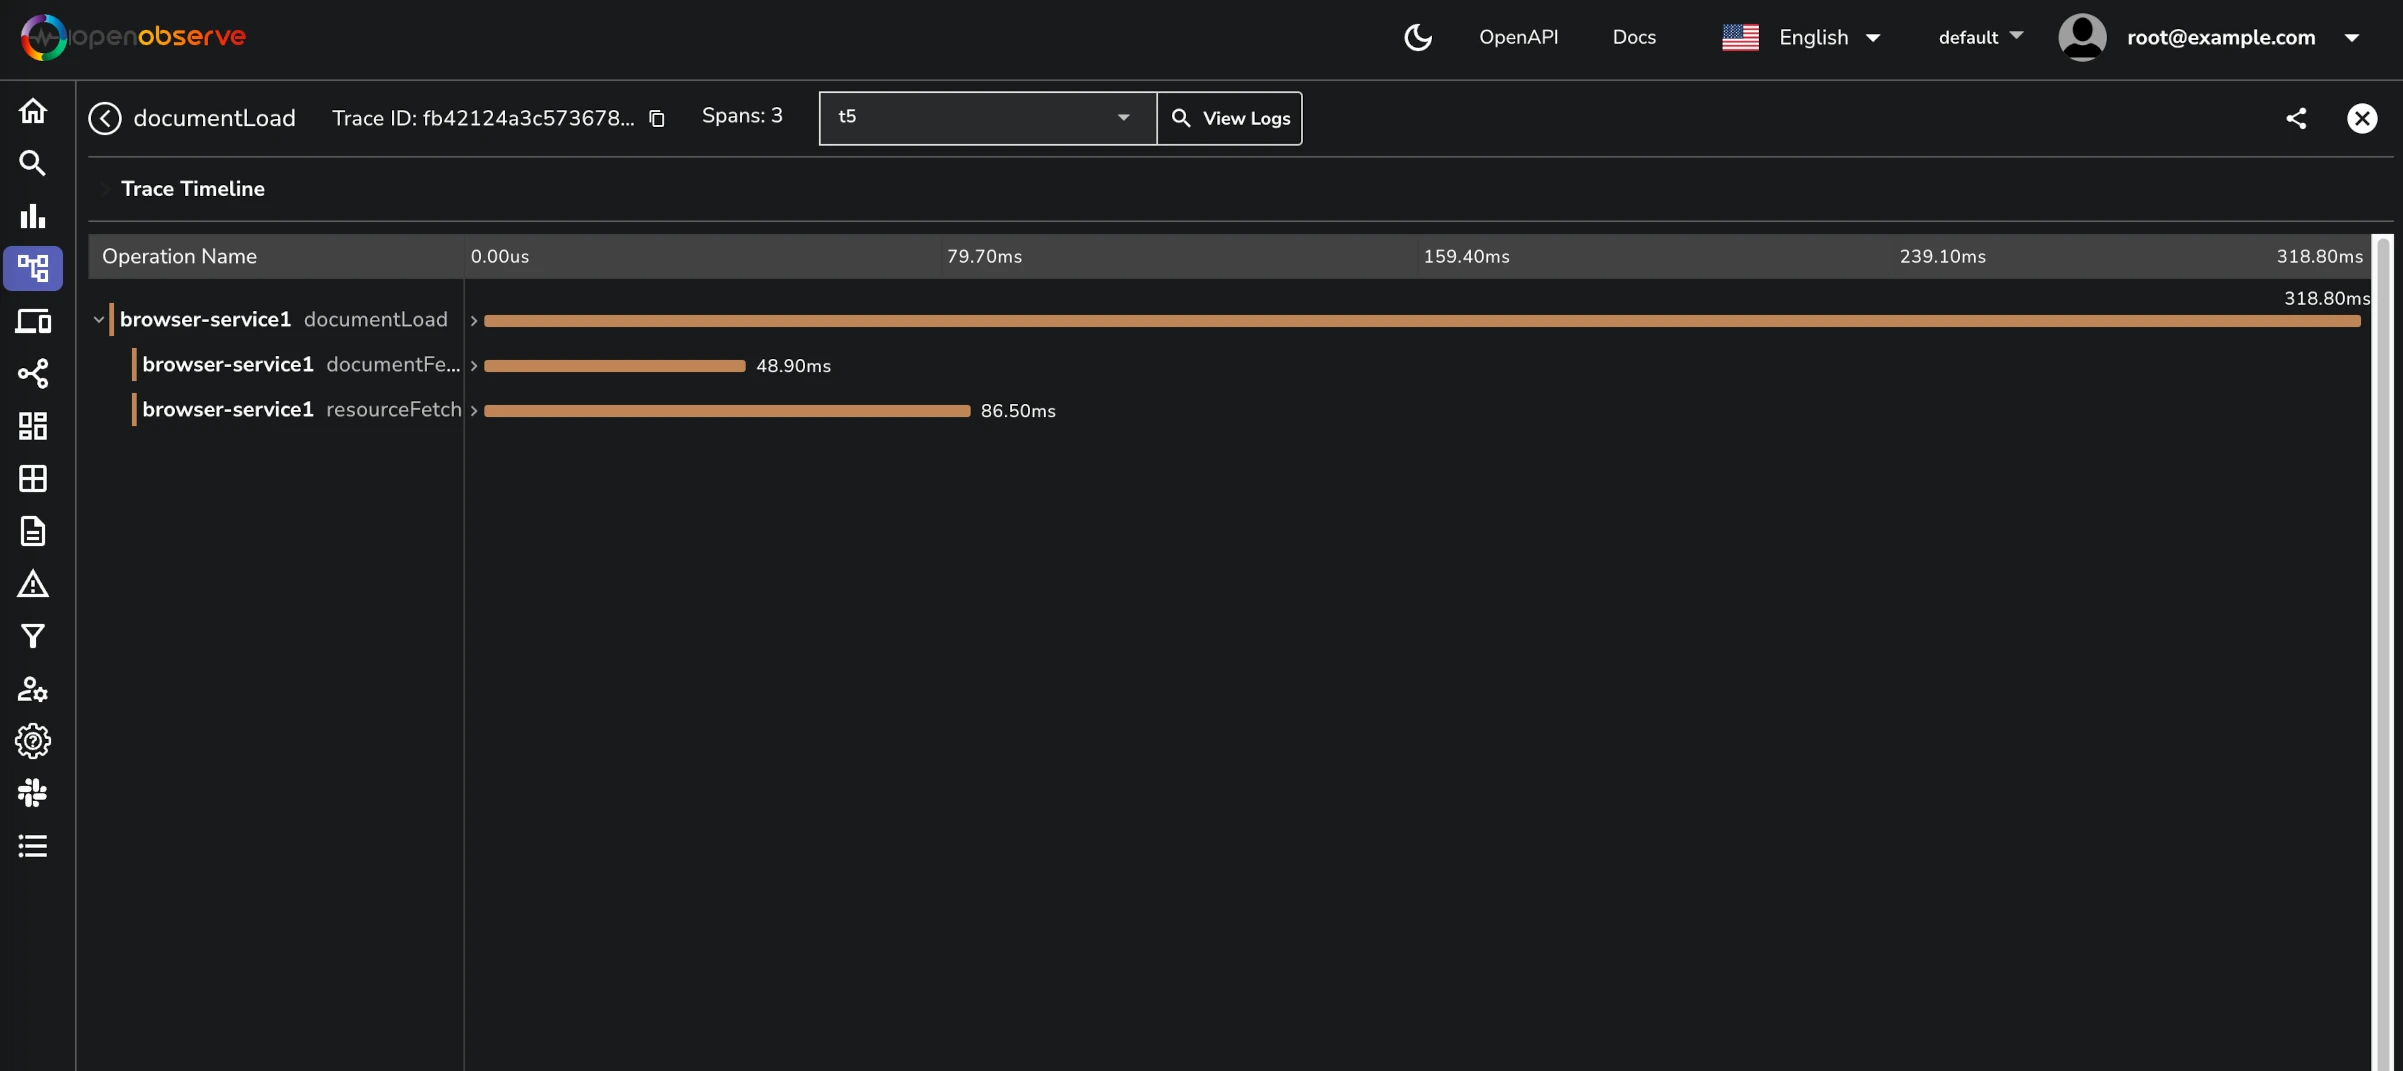 openobserve
OpenAPI
Docs
English
default
root@example.com
documentLoad
Trace ID: fb42124a3c573678...
Spans: 3
t5
View Logs
Trace Timeline
Operation Name
0.00us
79.70ms
159.40ms
239.10ms
318.80ms
318.80ms
browser-service1 documentLoad
browser-service1 documentFe...
48.90ms
browser-service1 resourceFetch
86.50ms